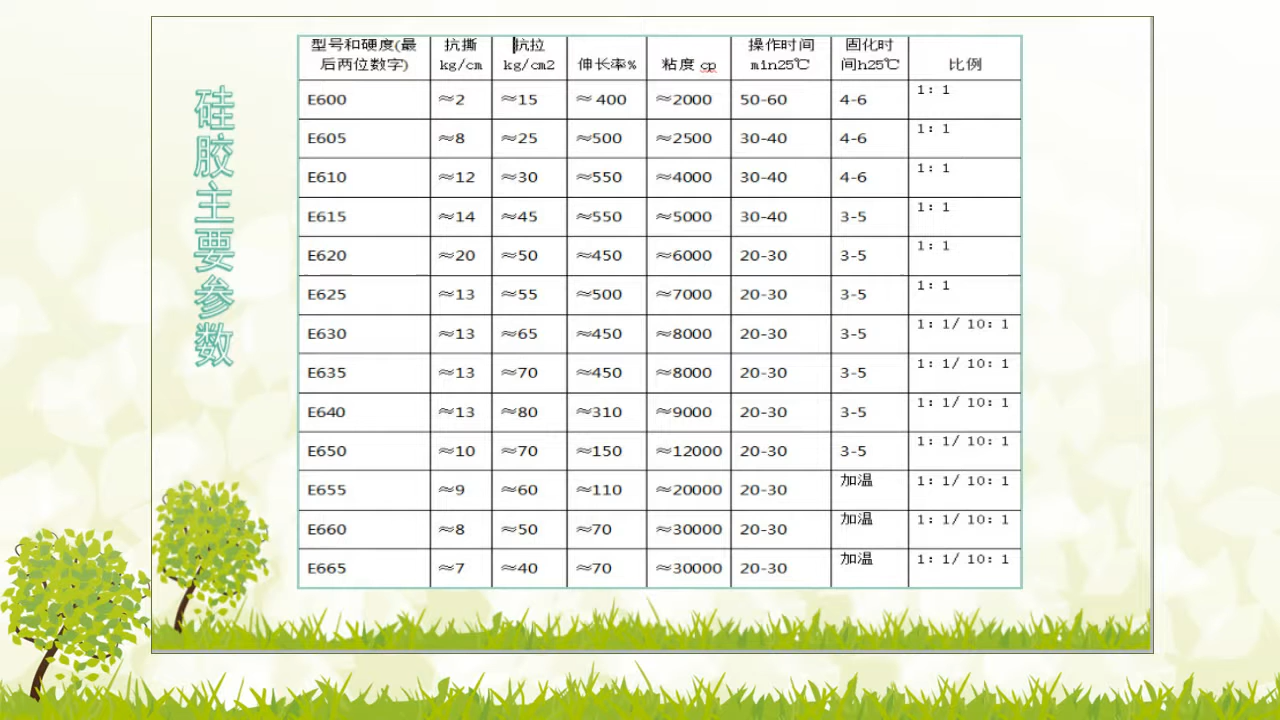 硅胶主要参数
型号和硬度(最后两位数字) 抗撕kg/cm 抗拉kg/cm2 伸长率% 粘度 cp 操作时间min25℃ 固化时间h25℃ 比例
E600 ≈2 ≈15 ≈ 400 ≈2000 50-60 4-6 1：1
E605 ≈8 ≈25 ≈500 ≈2500 30-40 4-6 1：1
E610 ≈12 ≈30 ≈550 ≈4000 30-40 4-6 1：1
E615 ≈14 ≈45 ≈550 ≈5000 30-40 3-5 1：1
E620 ≈20 ≈50 ≈450 ≈6000 20-30 3-5 1：1
E625 ≈13 ≈55 ≈500 ≈7000 20-30 3-5 1：1
E630 ≈13 ≈65 ≈450 ≈8000 20-30 3-5 1：1/ 10：1
E635 ≈13 ≈70 ≈450 ≈8000 20-30 3-5 1：1/ 10：1
E640 ≈13 ≈80 ≈310 ≈9000 20-30 3-5 1：1/ 10：1
E650 ≈10 ≈70 ≈150 ≈12000 20-30 3-5 1：1/ 10：1
E655 ≈9 ≈60 ≈110 ≈20000 20-30 加温 1：1/ 10：1
E660 ≈8 ≈50 ≈70 ≈30000 20-30 加温 1：1/ 10：1
E665 ≈7 ≈40 ≈70 ≈30000 20-30 加温 1：1/ 10：1